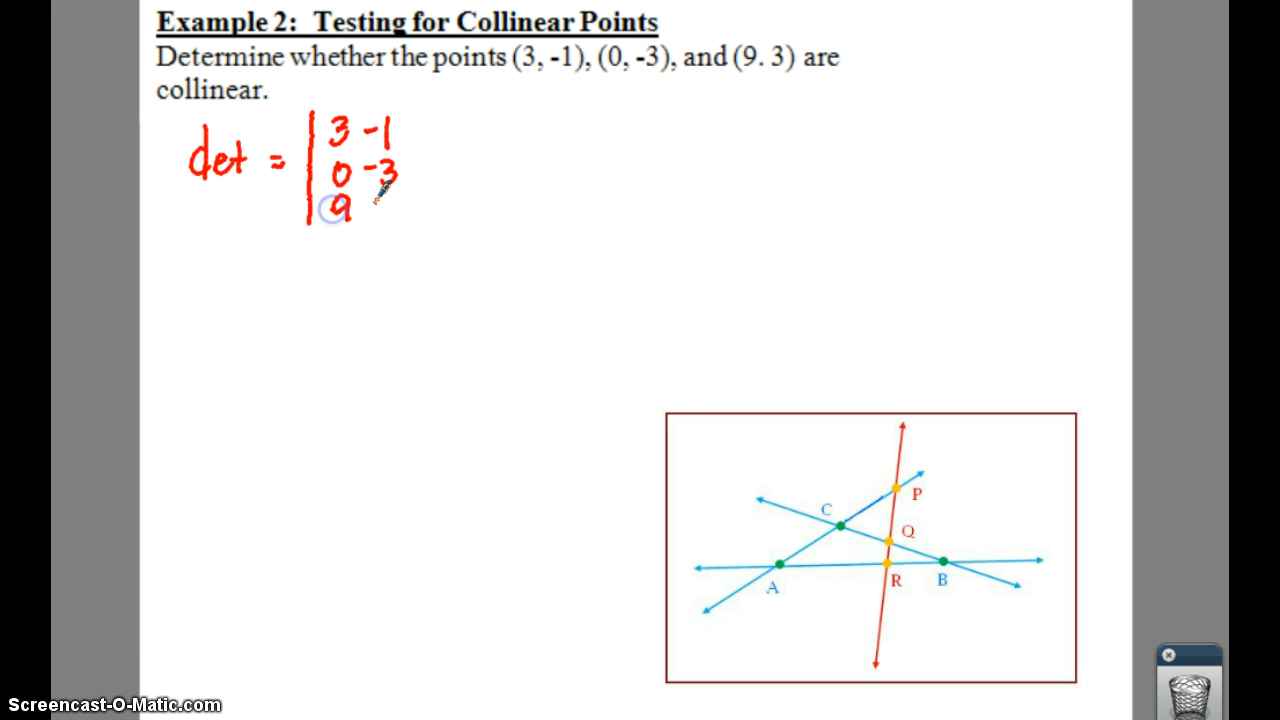 Example 2: Testing for Collinear Points
Determine whether the points (3, -1), (0, -3), and (9. 3) are
collinear.
det = | 3 -1
0 -3
9
P
C
Q
A
R
B
Screencast-O-Matic.com